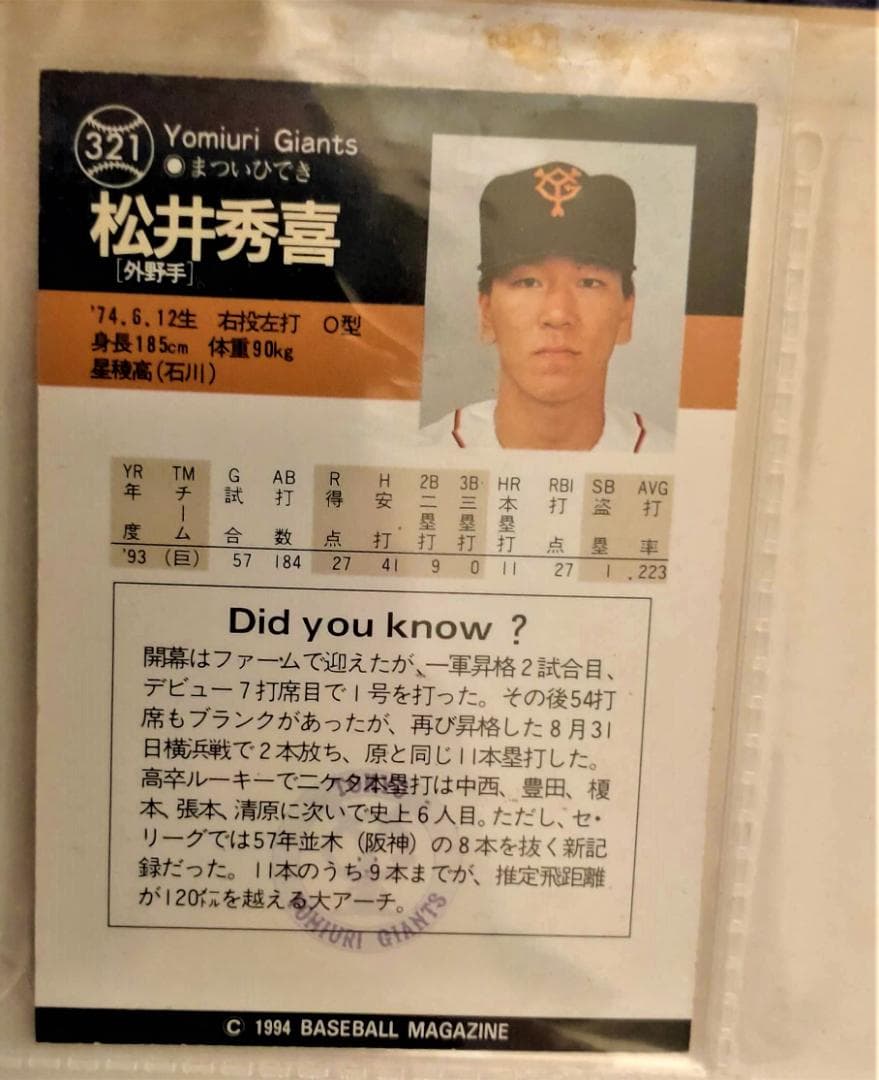 321
Yomiuri Giants
◉まついひでき
松井秀喜
[外野手]
YG
'74.6.12生 右投左打 O型
身長185cm 体重90kg
星稜高(石川)
YR TM G AB R H 2B 3B HR RBI SB AVG
年度 チーム 試合 打数 得点 安打 二塁打 三塁打 本塁打 打点 盗塁 打率
'93 (巨) 57 184 27 41 9 0 11 27 1 .223
Did you know ?
開幕はファームで迎えたが、一軍昇格2試合目、
デビュー7打席目で1号を打った。その後54打
席もブランクがあったが、再び昇格した8月31
日横浜戦で2本放ち、原と同じ11本塁打した。
高卒ルーキーで二ケタ本塁打は中西、豊田、榎
本、張本、清原に次いで史上6人目。ただし、セ・
リーグでは57年並木(阪神)の8本を抜く新記
録だった。11本のうち9本までが、推定飛距離
が120㍍を越える大アーチ。
YOMIURI GIANTS
© 1994 BASEBALL MAGAZINE